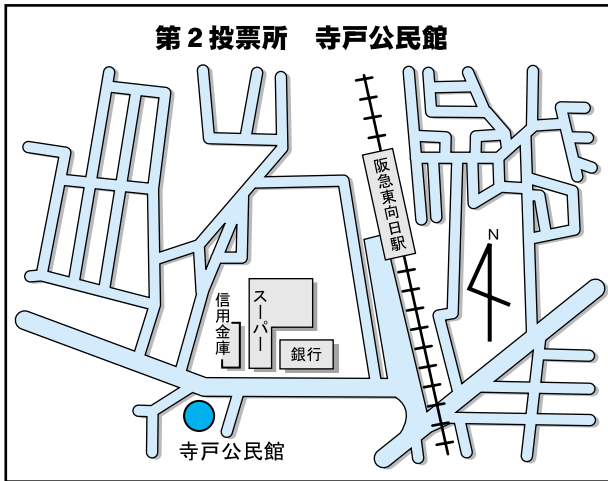 第２投票所　寺戸公民館
阪急東向日駅
N
スーパー
信用金庫
銀行
寺戸公民館